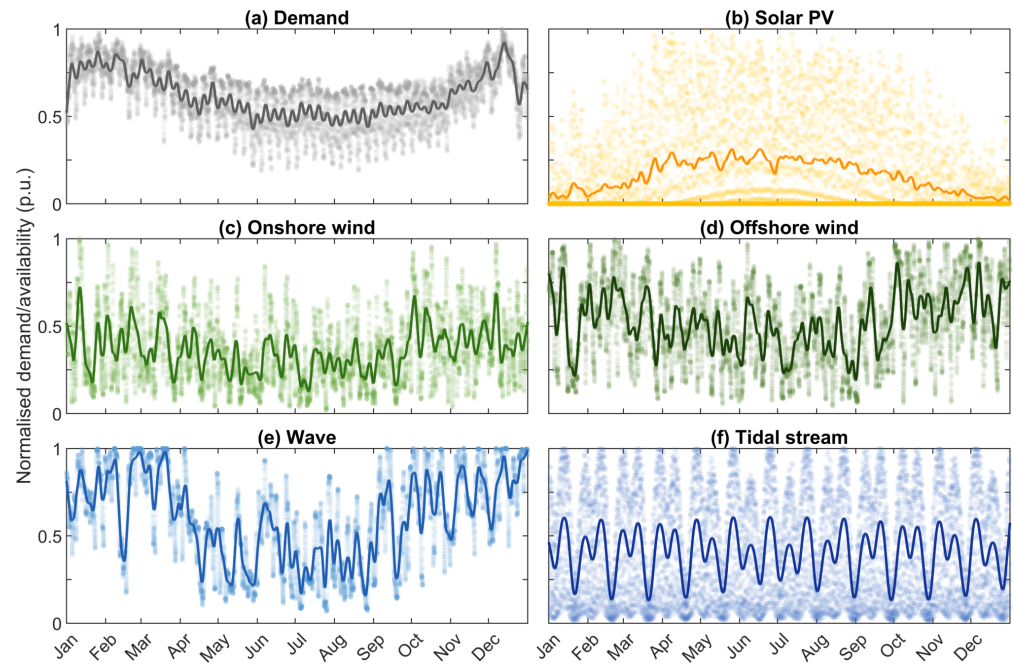 (a) Demand
(b) Solar PV
1
0.5
0
(c) Onshore wind
(d) Offshore wind
1
0.5
0
(e) Wave
(f) Tidal stream
1
0.5
0
Normalised demand/availability (p.u.)
Jan Feb Mar Apr May Jun Jul Aug Sep Oct Nov Dec
Jan Feb Mar Apr May Jun Jul Aug Sep Oct Nov Dec